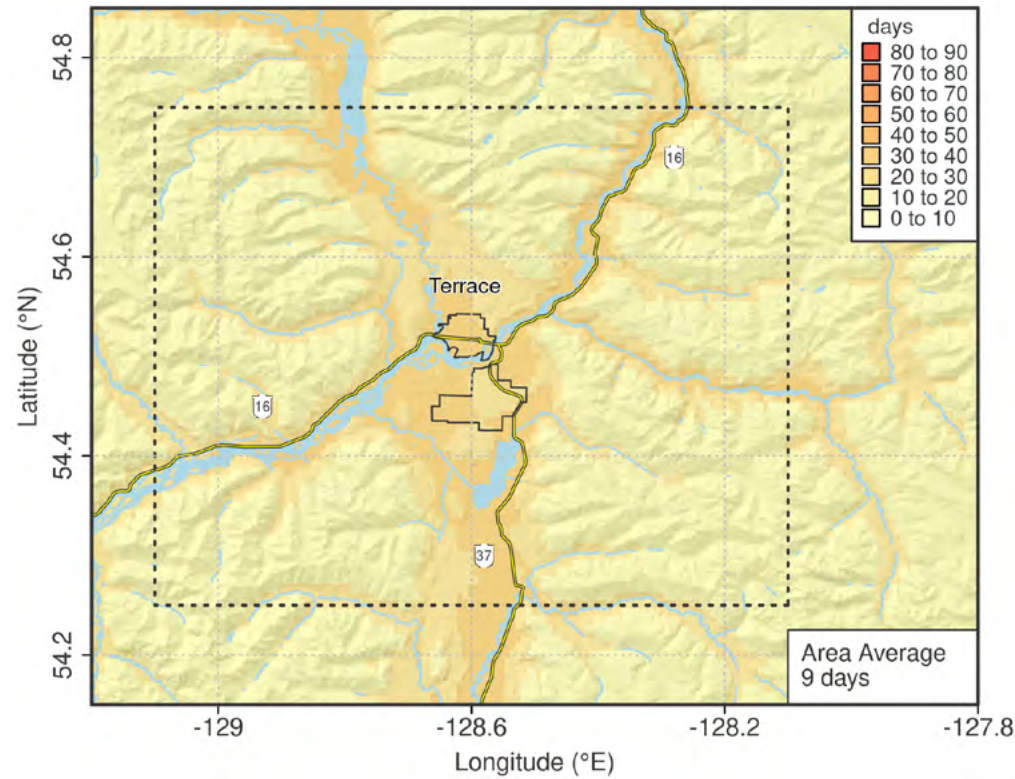 days
80 to 90
70 to 80
60 to 70
50 to 60
40 to 50
30 to 40
20 to 30
10 to 20
0 to 10
54.8
16
54.6
Terrace
Latitude (°N)
16
54.4
37
54.2
Area Average
9 days
-129
-128.6
-128.2
-127.8
Longitude (°E)